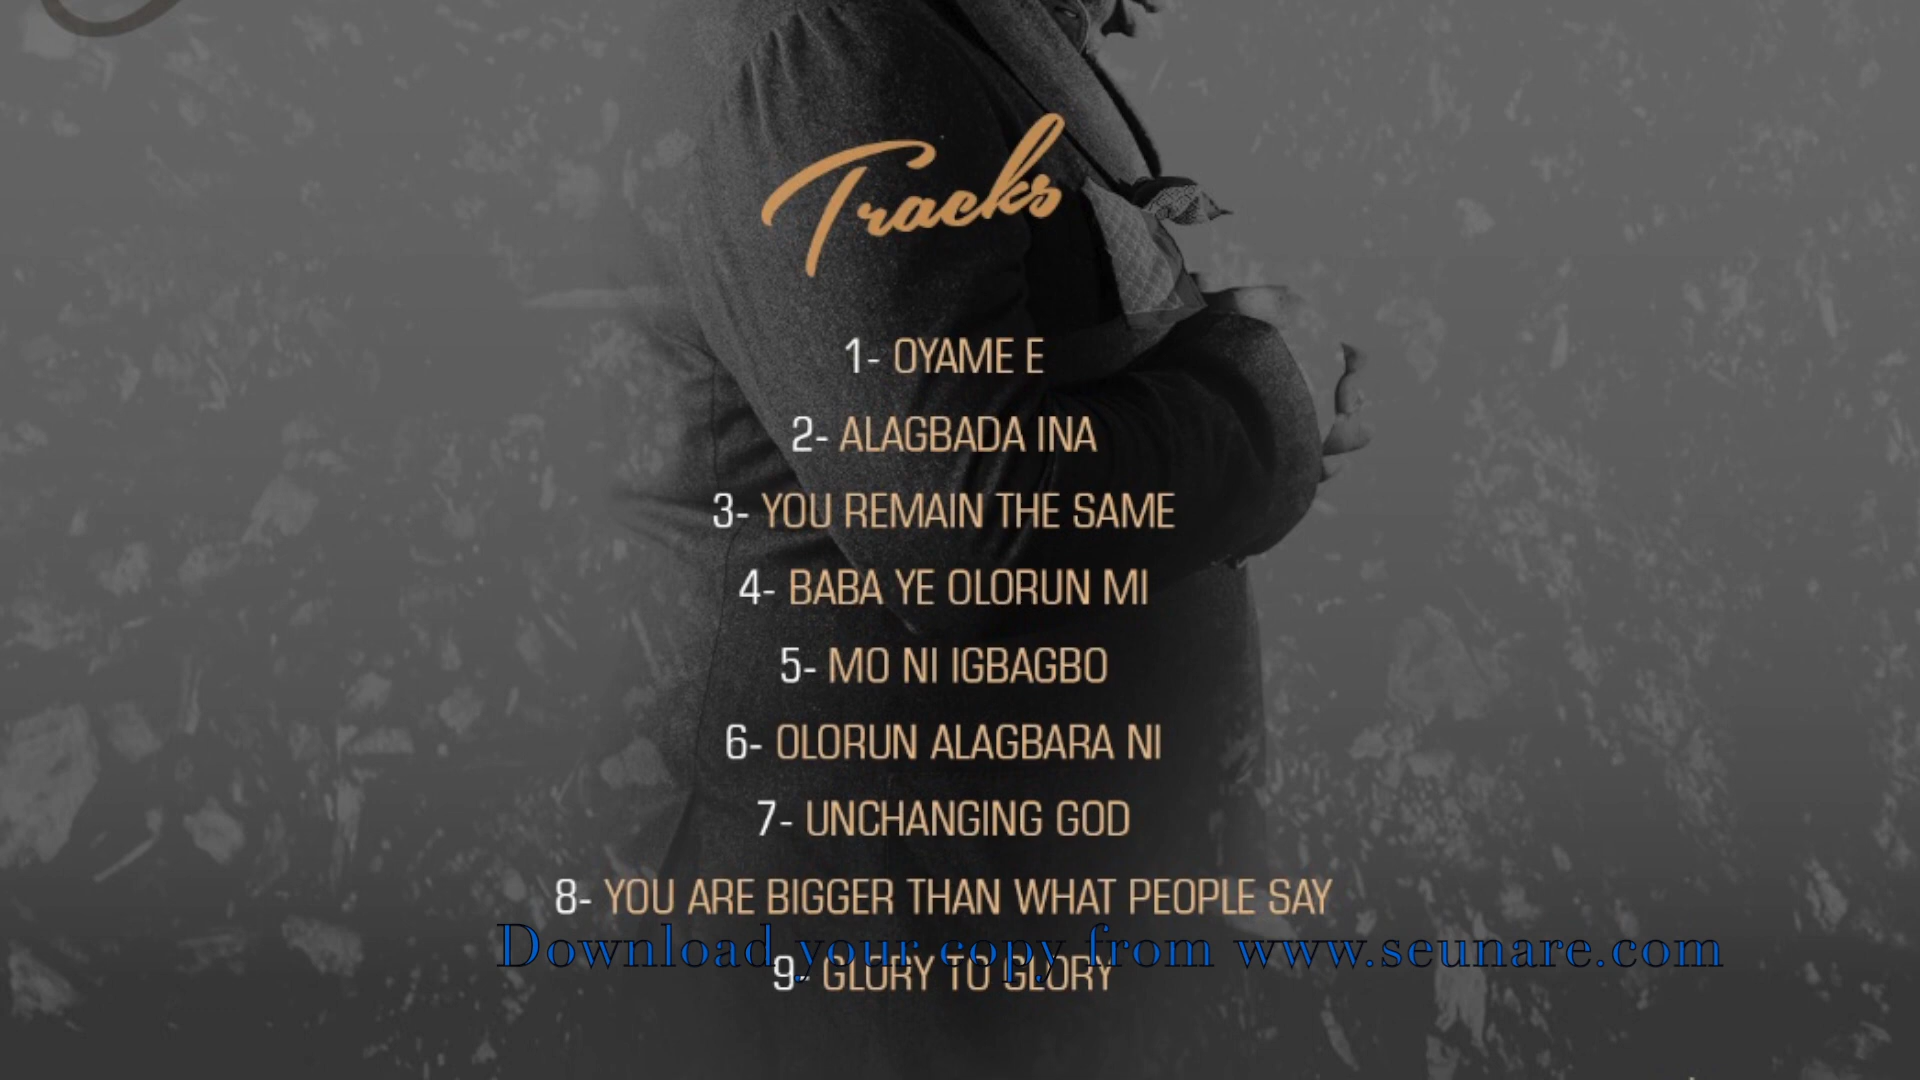 Tracks
1- OYAME E
2- ALAGBADA INA
3- YOU REMAIN THE SAME
4- BABA YE OLORUN MI
5- MO NI IGBAGBO
6- OLORUN ALAGBARA NI
7- UNCHANGING GOD
8- YOU ARE BIGGER THAN WHAT PEOPLE SAY
Download your copy from www.seunare.com
9- GLORY TO GLORY